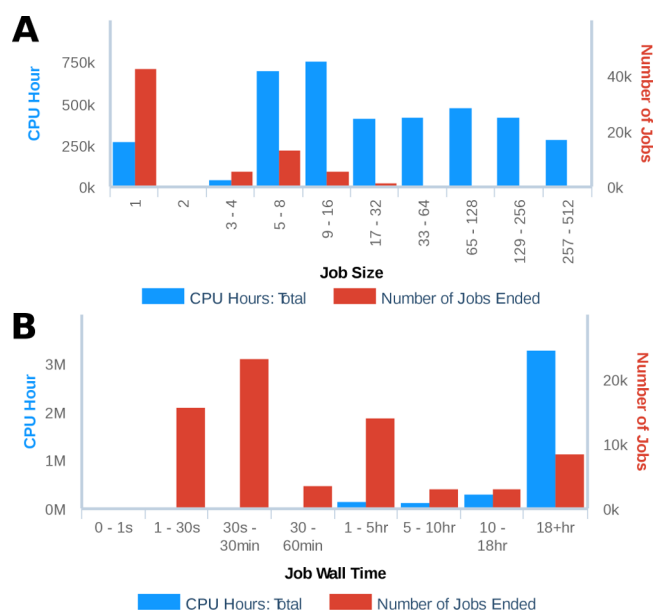 A
CPU Hour
750k
500k
250k
0k
40k
20k
0k
Number of Jobs
1
2
3 - 4
5 - 8
9 - 16
17 - 32
33 - 64
65 - 128
129 - 256
257 - 512
Job Size
CPU Hours: Total
Number of Jobs Ended
B
CPU Hour
3M
2M
1M
0M
20k
10k
0k
Number of Jobs
0 - 1s
1 - 30s
30s -
30min
30 -
60min
1 - 5hr
5 - 10hr
10 -
18hr
18+hr
Job Wall Time
CPU Hours: Total
Number of Jobs Ended